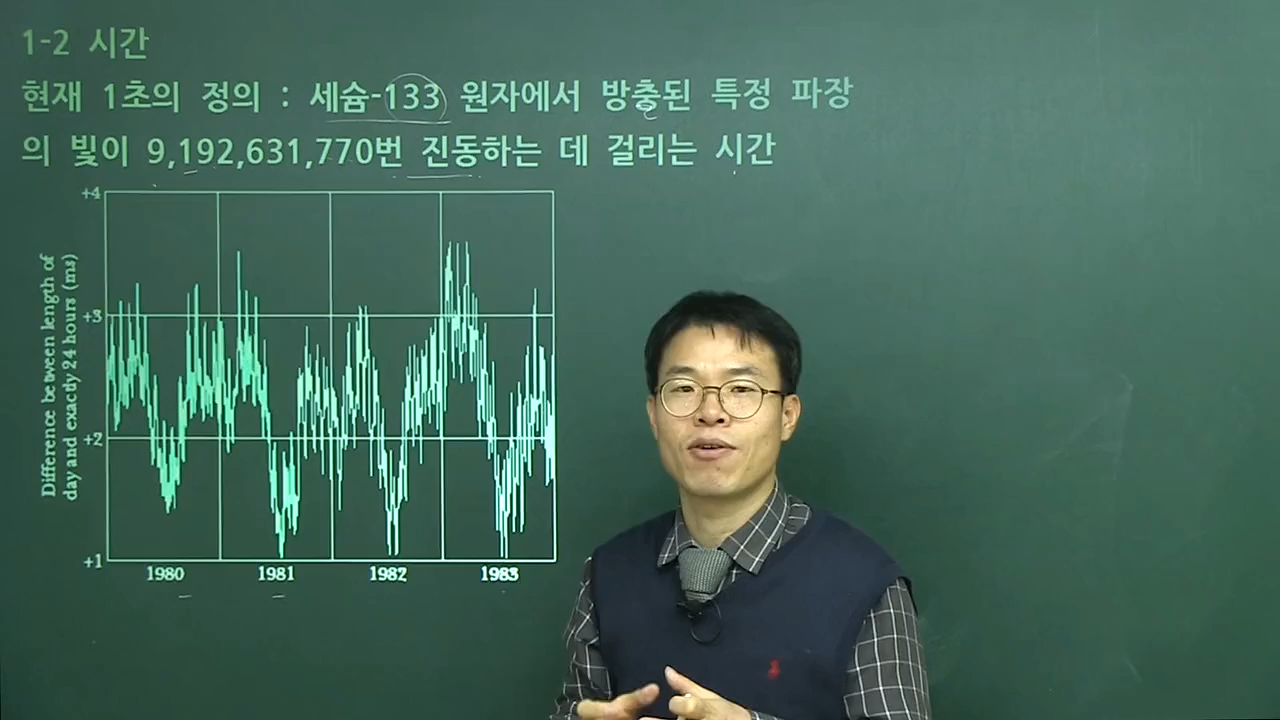 1-2 시간
현재 1초의 정의 : 세슘-133 원자에서 방출된 특정 파장
의 빛이 9,192,631,770번 진동하는 데 걸리는 시간
+4
+3
+2
+1
Difference between length of
day and exactly 24 hours (ms)
1980 1981 1982 1983